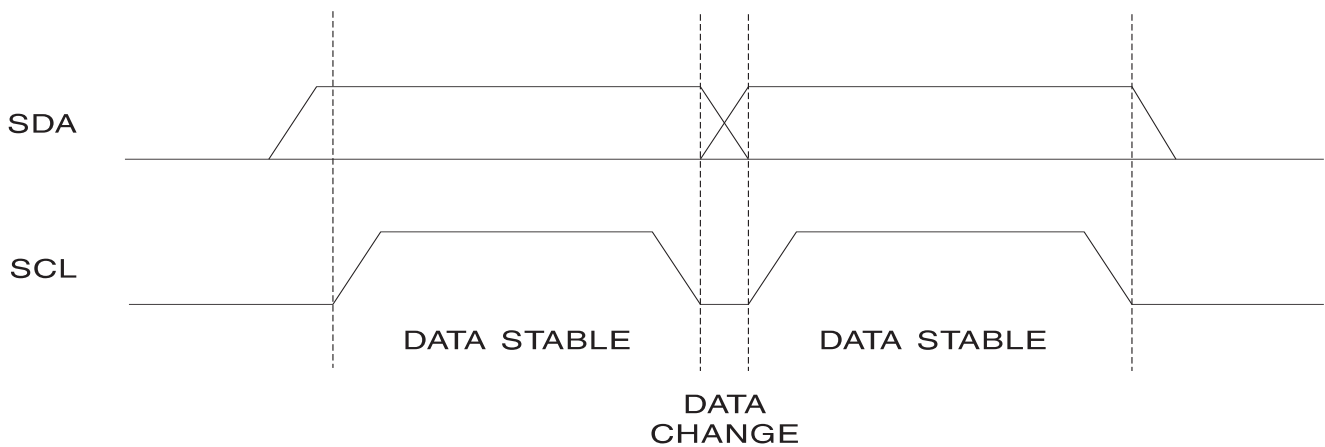 SDA
SCL
DATA STABLE
DATA STABLE
DATA
CHANGE